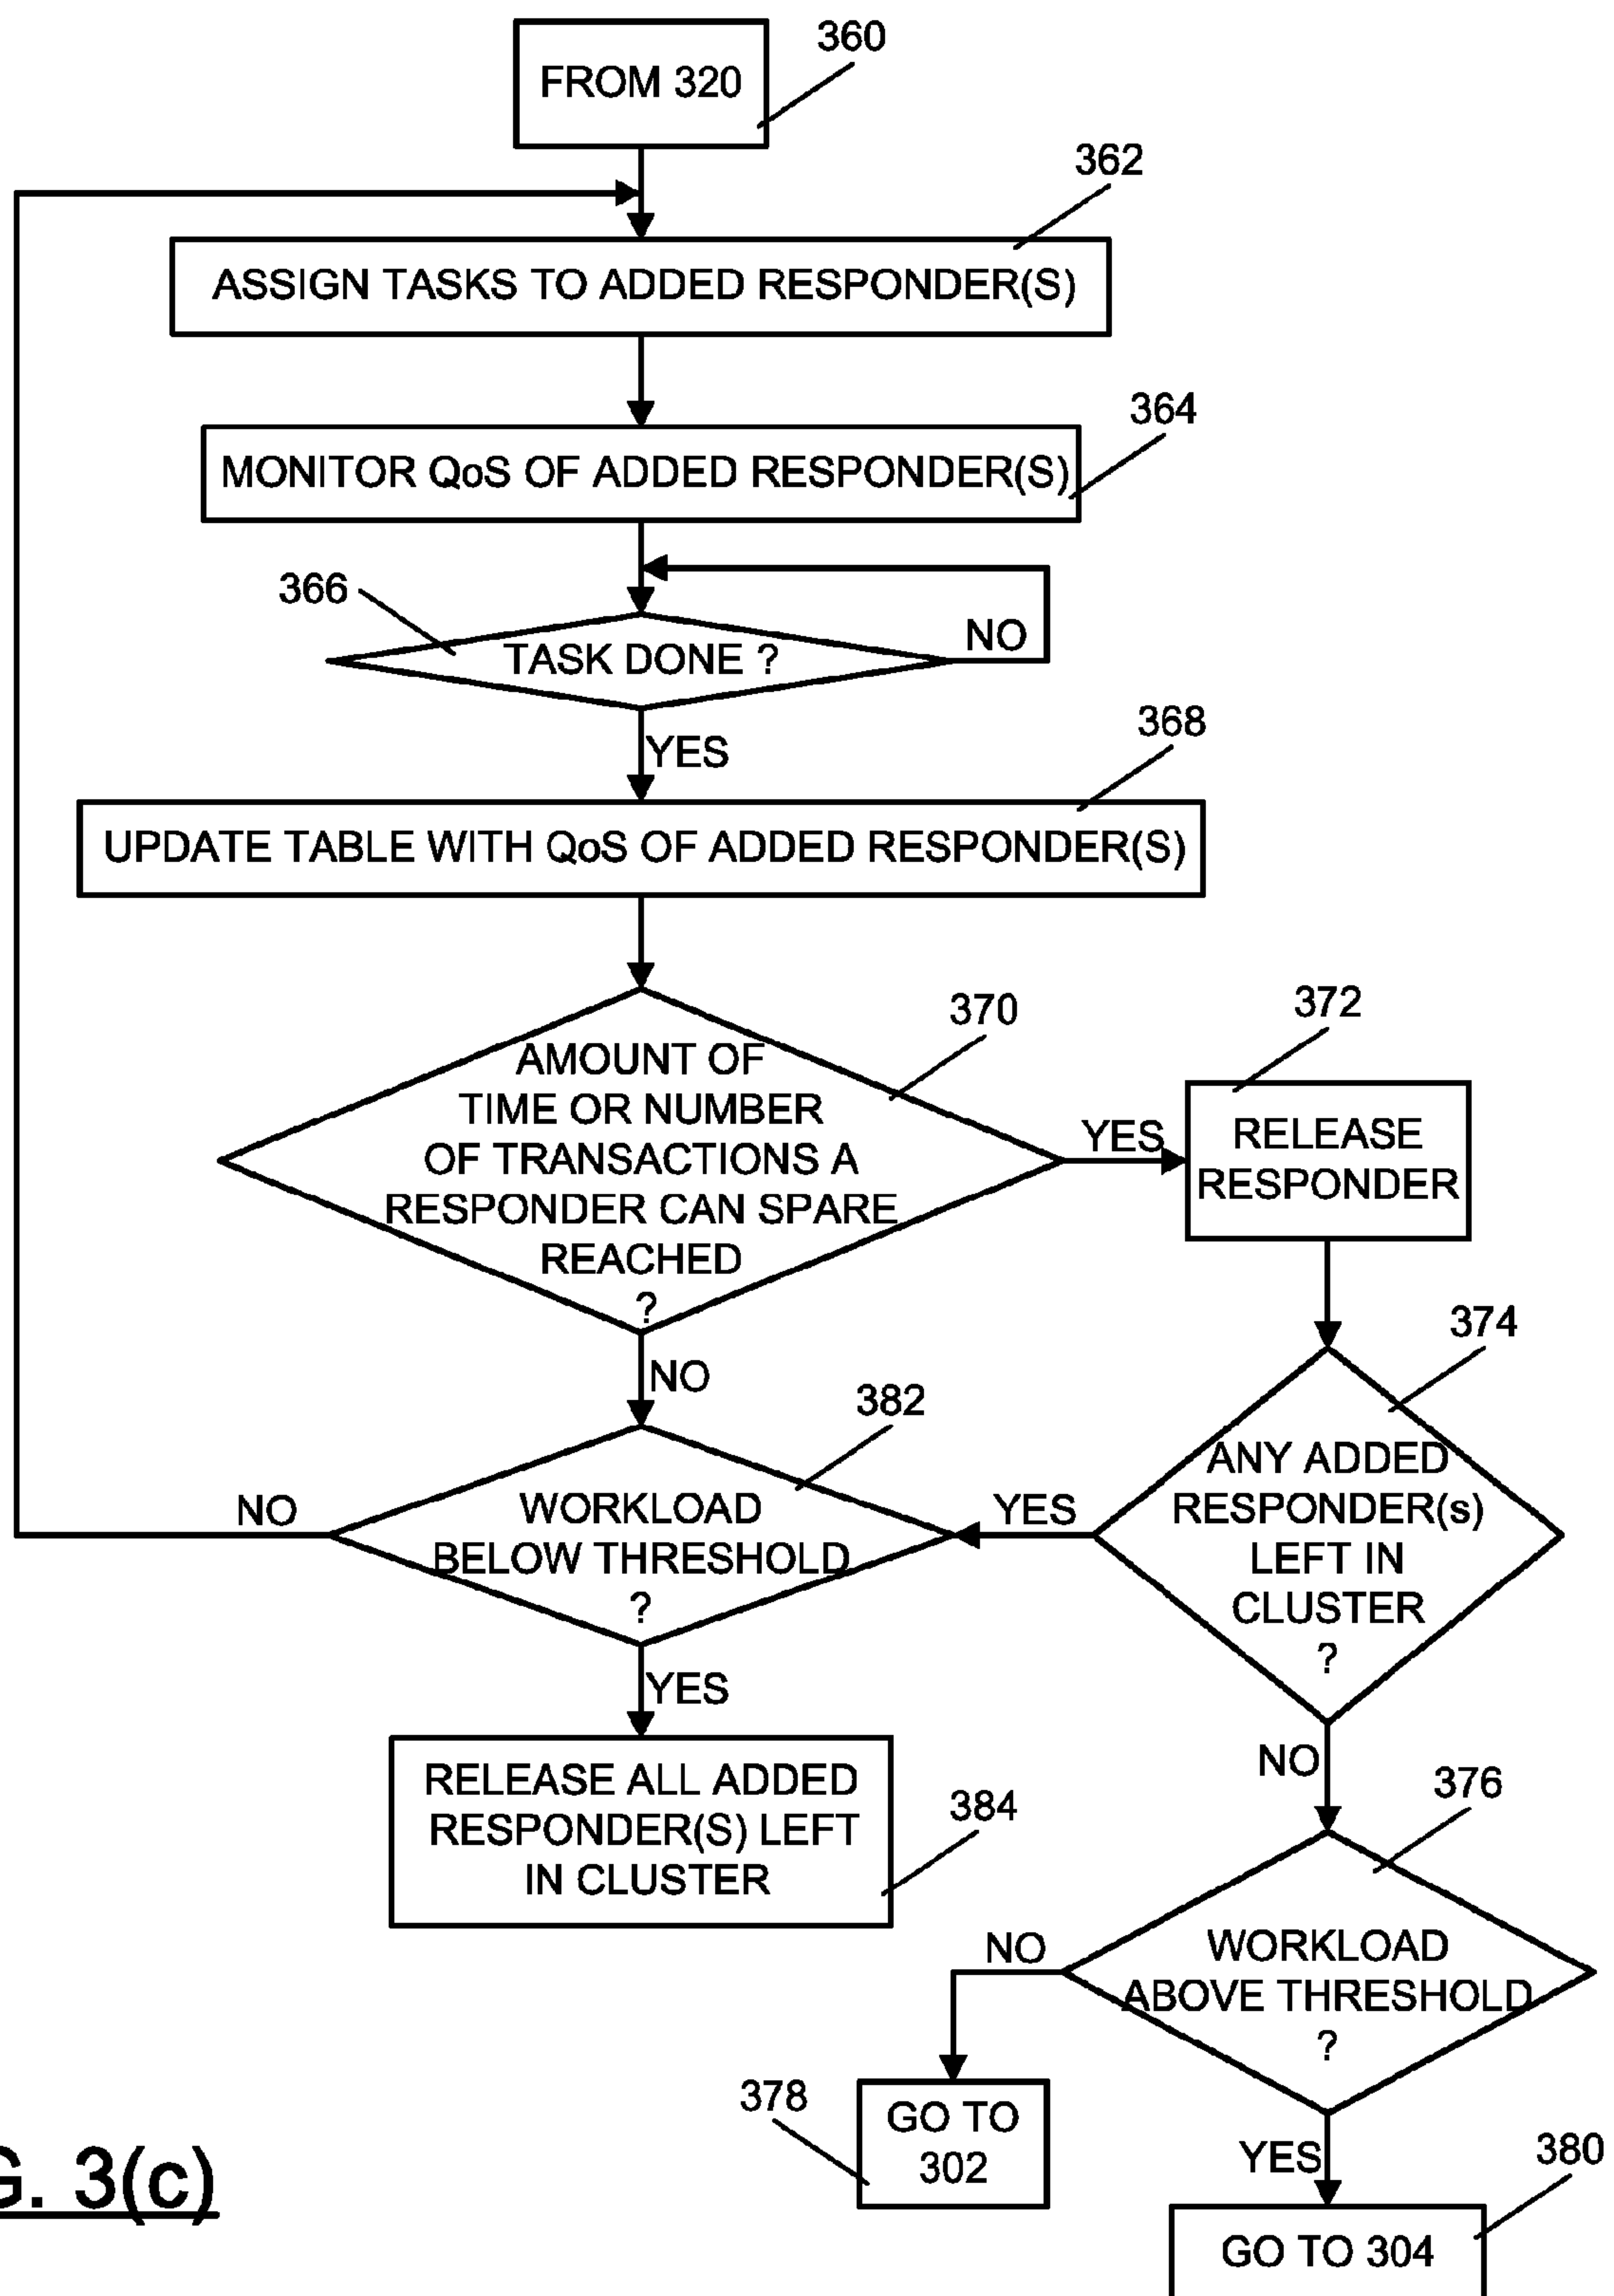 FROM 320
360
362
ASSIGN TASKS TO ADDED RESPONDER(S)
364
MONITOR QoS OF ADDED RESPONDER(S)
366
TASK DONE ?
NO
YES
368
UPDATE TABLE WITH QoS OF ADDED RESPONDER(S)
370
AMOUNT OF
TIME OR NUMBER
OF TRANSACTIONS A
RESPONDER CAN SPARE
REACHED
?
YES
372
RELEASE
RESPONDER
NO
374
ANY ADDED
RESPONDER(s)
LEFT IN
CLUSTER
?
YES
382
WORKLOAD
BELOW THRESHOLD
?
NO
YES
RELEASE ALL ADDED
RESPONDER(S) LEFT
IN CLUSTER
384
NO
376
WORKLOAD
ABOVE THRESHOLD
?
NO
378
GO TO
302
YES
380
GO TO 304
G. 3(c)